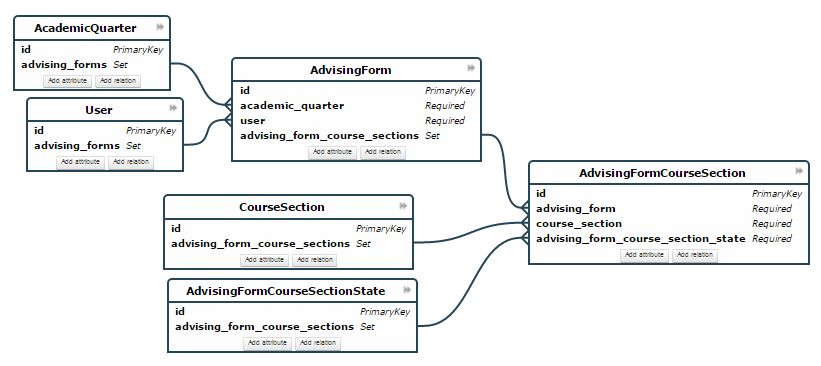 AcademicQuarter
id PrimaryKey
advising_forms Set
Add attribute Add relation
User
id PrimaryKey
advising_forms Set
Add attribute Add relation
AdvisingForm
id PrimaryKey
academic_quarter Required
user Required
advising_form_course_sections Set
Add attribute Add relation
CourseSection
id PrimaryKey
advising_form_course_sections Set
Add attribute Add relation
AdvisingFormCourseSectionState
id PrimaryKey
advising_form_course_sections Set
Add attribute Add relation
AdvisingFormCourseSection
id PrimaryKey
advising_form Required
course_section Required
advising_form_course_section_state Required
Add attribute Add relation